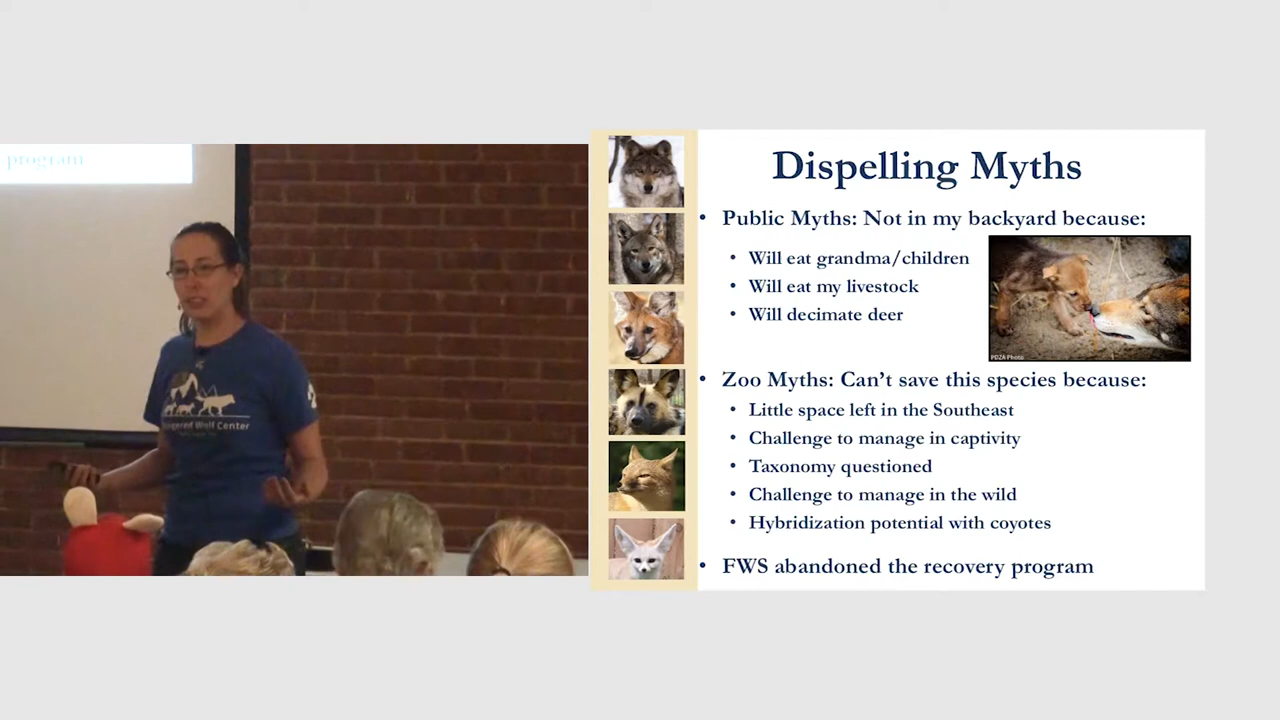 program
Endangered Wolf Center
Dispelling Myths
• Public Myths: Not in my backyard because:
• Will eat grandma/children
• Will eat my livestock
• Will decimate deer
PDZA Photo
• Zoo Myths: Can't save this species because:
• Little space left in the Southeast
• Challenge to manage in captivity
• Taxonomy questioned
• Challenge to manage in the wild
• Hybridization potential with coyotes
• FWS abandoned the recovery program